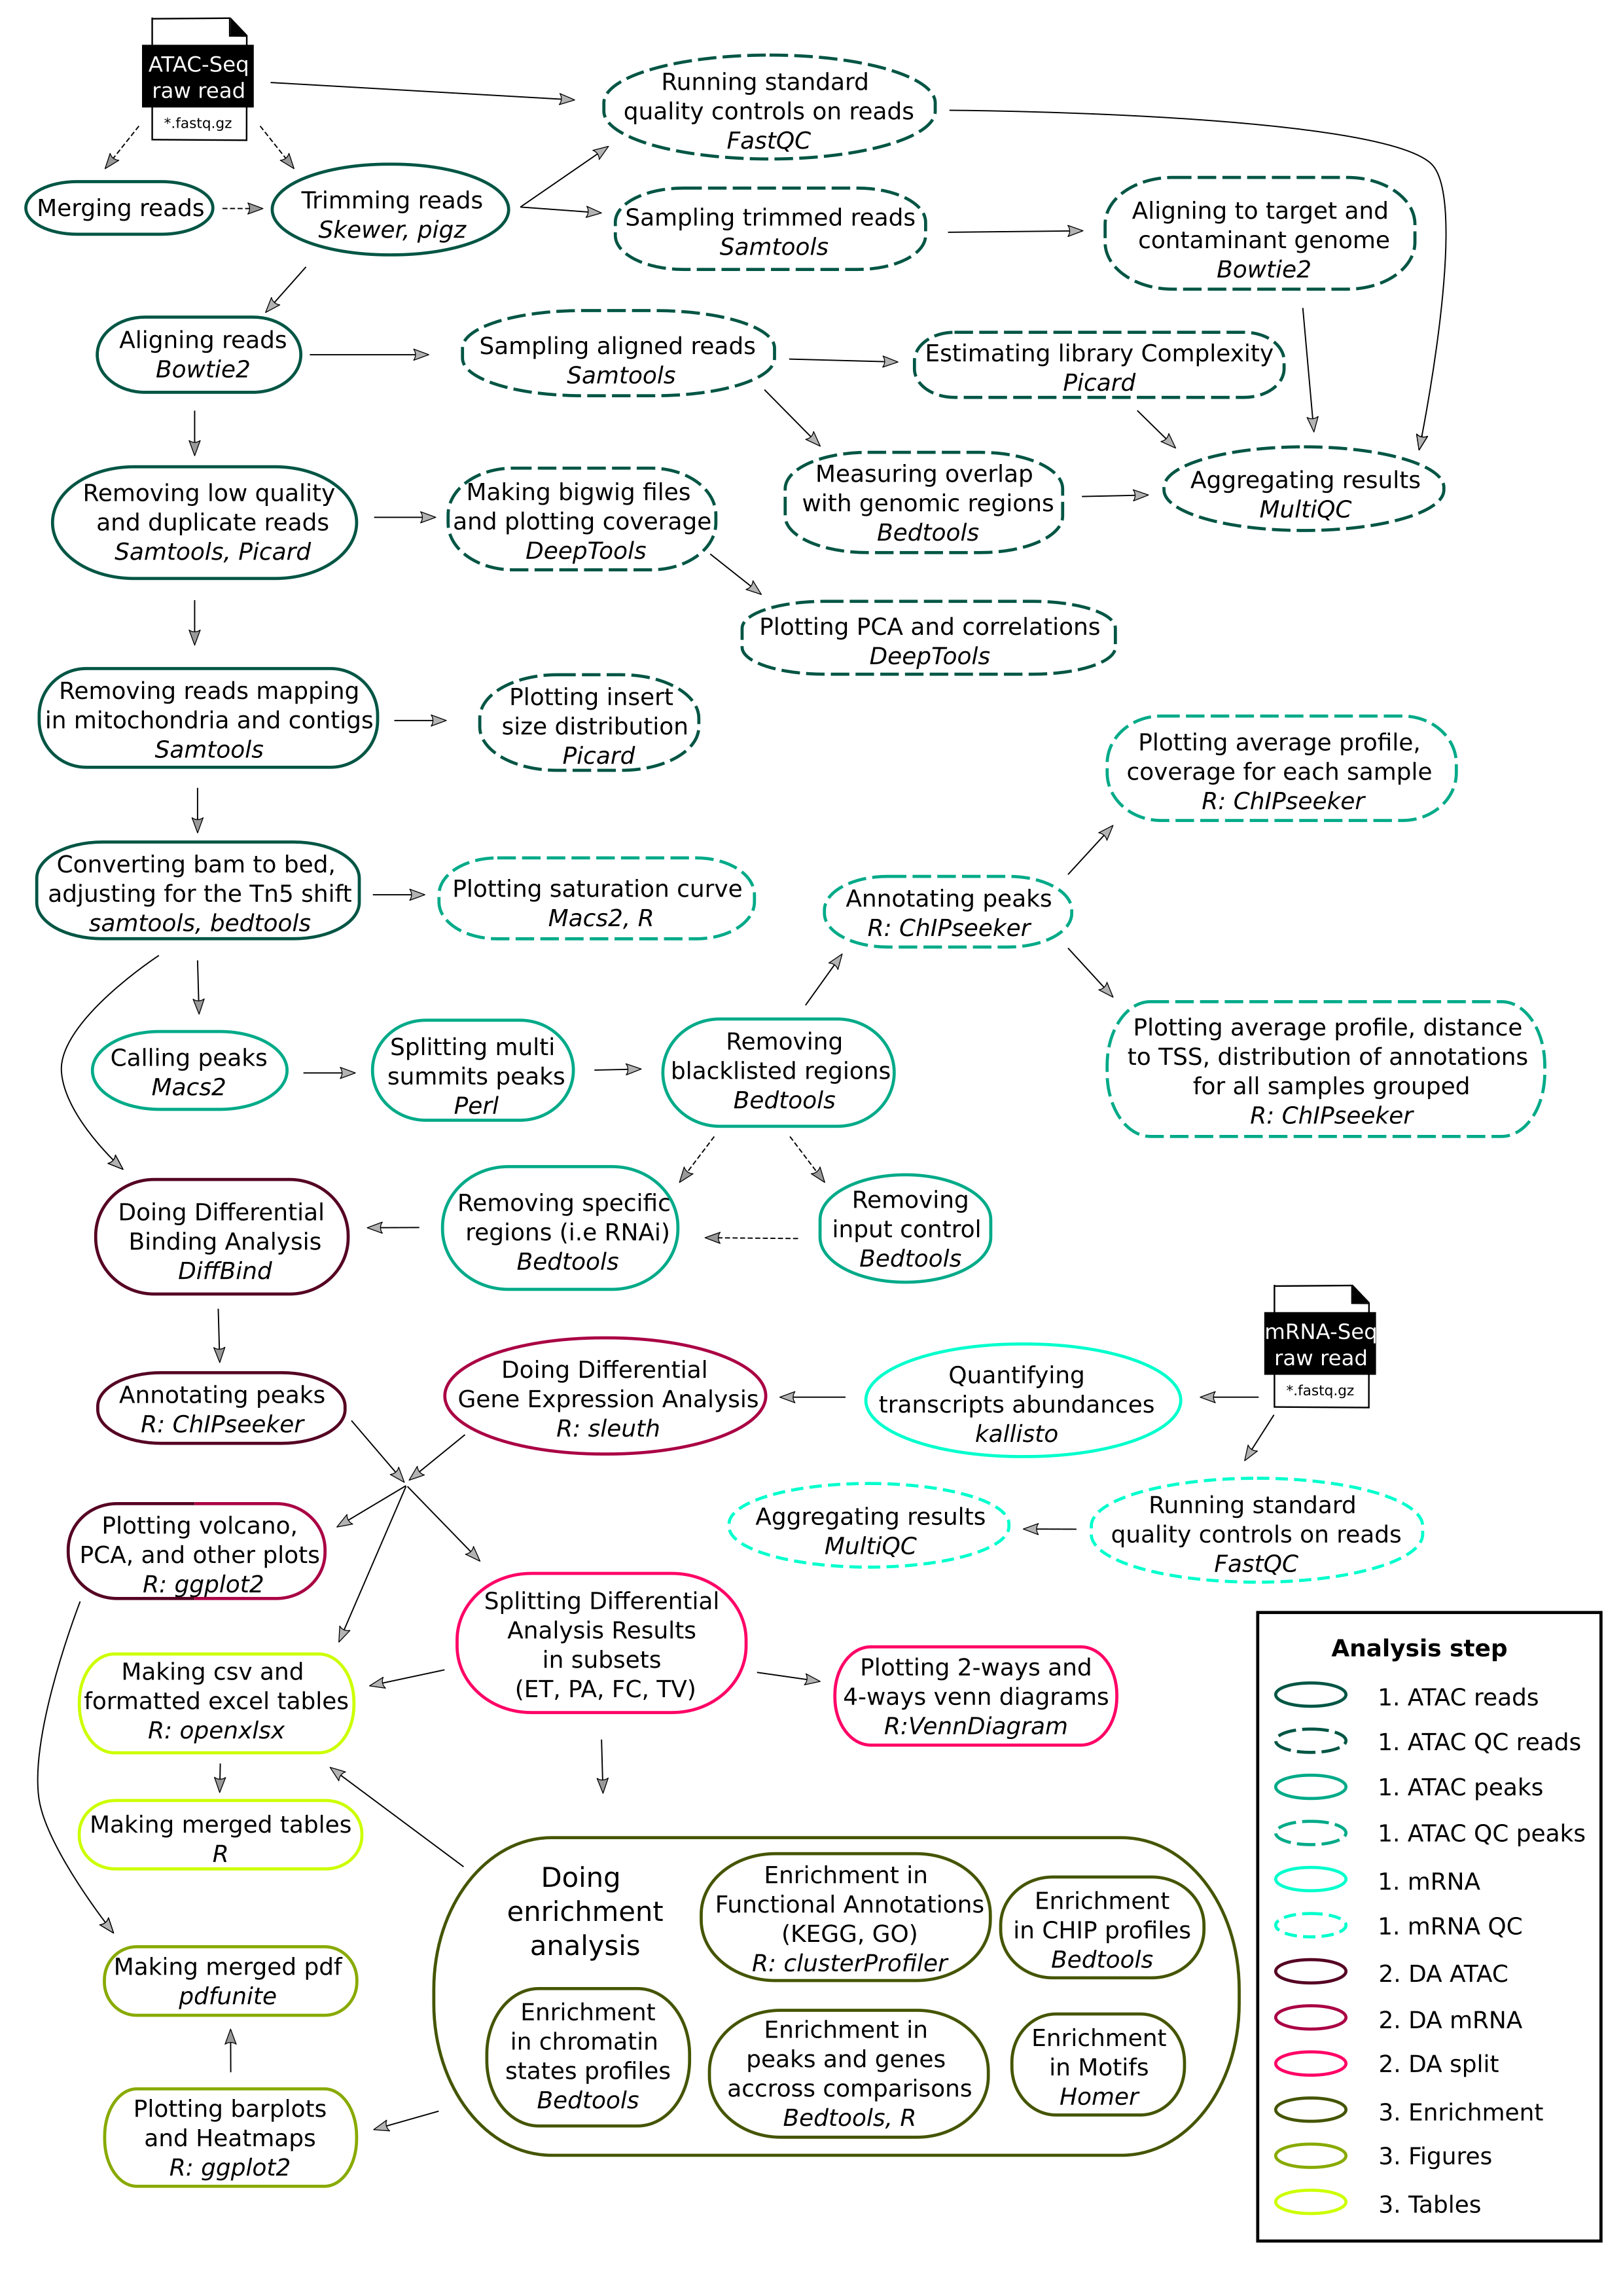 ATAC-Seq
raw read
*.fastq.gz
Running standard
quality controls on reads
FastQC
Merging reads
Trimming reads
Skewer, pigz
Sampling trimmed reads
Samtools
Aligning to target and
contaminant genome
Bowtie2
Aligning reads
Bowtie2
Sampling aligned reads
Samtools
Estimating library Complexity
Picard
Removing low quality
and duplicate reads
Samtools, Picard
Making bigwig files
and plotting coverage
DeepTools
Measuring overlap
with genomic regions
Bedtools
Aggregating results
MultiQC
Plotting PCA and correlations
DeepTools
Removing reads mapping
in mitochondria and contigs
Samtools
Plotting insert
size distribution
Picard
Plotting average profile,
coverage for each sample
R: ChIPseeker
Converting bam to bed,
adjusting for the Tn5 shift
samtools, bedtools
Plotting saturation curve
Macs2, R
Annotating peaks
R: ChIPseeker
Plotting average profile, distance
to TSS, distribution of annotations
for all samples grouped
R: ChIPseeker
Calling peaks
Macs2
Splitting multi
summits peaks
Perl
Removing
blacklisted regions
Bedtools
Doing Differential
Binding Analysis
DiffBind
Removing specific
regions (i.e RNAi)
Bedtools
Removing
input control
Bedtools
mRNA-Seq
raw read
*.fastq.gz
Annotating peaks
R: ChIPseeker
Doing Differential
Gene Expression Analysis
R: sleuth
Quantifying
transcripts abundances
kallisto
Plotting volcano,
PCA, and other plots
R: ggplot2
Aggregating results
MultiQC
Running standard
quality controls on reads
FastQC
Splitting Differential
Analysis Results
in subsets
(ET, PA, FC, TV)
Making csv and
formatted excel tables
R: openxlsx
Plotting 2-ways and
4-ways venn diagrams
R:VennDiagram
Making merged tables
R
Doing
enrichment
analysis
Enrichment in
Functional Annotations
(KEGG, GO)
R: clusterProfiler
Enrichment
in CHIP profiles
Bedtools
Making merged pdf
pdfunite
Enrichment
in chromatin
states profiles
Bedtools
Enrichment in
peaks and genes
accross comparisons
Bedtools, R
Enrichment
in Motifs
Homer
Plotting barplots
and Heatmaps
R: ggplot2
Analysis step
1. ATAC reads
1. ATAC QC reads
1. ATAC peaks
1. ATAC QC peaks
1. mRNA
1. mRNA QC
2. DA ATAC
2. DA mRNA
2. DA split
3. Enrichment
3. Figures
3. Tables